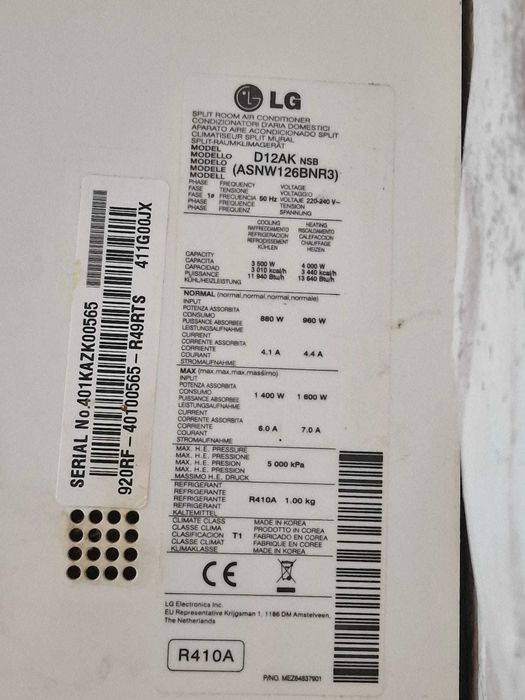 LG
SPLIT ROOM AIR CONDITIONER
CONDIZIONATORI D'ARIA DOMESTICI
APARATO AIRE ACONDICIONADO SPLIT
CLIMATISEUR SPLIT MURAL
SPLIT-RAUMKLIMAGERÄT
MODEL
MODELLO
MODELO
MODELE
MODELL
D12AK NSB
(ASNW126BNR3)
PHASE FREQUENCY VOLTAGE
FASE TENSIONE VOLTAGGIO
FASE 1ø FRECUENCIA 50 Hz VOLTAJE 220-240 V~
PHASE FREQUENCE TENSION
PHASE FREQUENZ SPANNUNG
COOLING HEATING
RAFFREDDAMENTO RISCALDAMENTO
REFRIGERACION CALEFACCION
REFROIDISSEMENT CHAUFFAGE
KÜHLEN HEIZEN
CAPACITY
CAPACITA 3 500 W 4 000 W
CAPACIDAD 3 010 kcal/h 3 440 kcal/h
PUISSANCE 11 940 Btu/h 13 640 Btu/h
KÜHL/HEIZLEISTUNG
NORMAL (normal,normal,normal,normale)
INPUT
POTENZA ASSORBITA
CONSUMO 880 W 960 W
PUISSANCE ABSORBEE
LEISTUNGSAUFNAHME
CURRENT
CORRENTE ASSORBITA
CORRIENTE 4.1 A 4.4 A
COURANT
STROMAUFNAHME
MAX (max,max,max,massimo)
INPUT
POTENZA ASSORBITA
CONSUMO 1 400 W 1 600 W
PUISSANCE ABSORBEE
LEISTUNGSAUFNAHME
CURRENT
CORRENTE ASSORBITA
CORRIENTE 6.0 A 7.0 A
COURANT
STROMAUFNAHME
MAX. H.E. PRESSURE
MAX. H.E. PRESSIONE
MAX. H.E. PRESION 5 000 kPa
MAX. H.E. PRESSION
MASSIMO H.E. DRUCK
REFRIGERANT
REFRIGERANTE
REFRIGERANTE R410A 1.00 kg
REFRIGERANT
KALTEMITTEL
CLIMATE CLASS MADE IN KOREA
CLASSE CLIMA PRODOTTO IN COREA
CLASIFICACION T1 FABRICADO EN COREA
CLASSE CLIMAT FABRIQUE EN COREE
KLIMAKLASSE MADE IN KOREA
CE
LG Electronics Inc.
EU Representative Krijgsman 1, 1186 DM Amstelveen,
The Netherlands
R410A
P/NO. MEZ64837901
SERIAL No.401KAZK00565
920RF-40100565-R49RTS 411G00JX